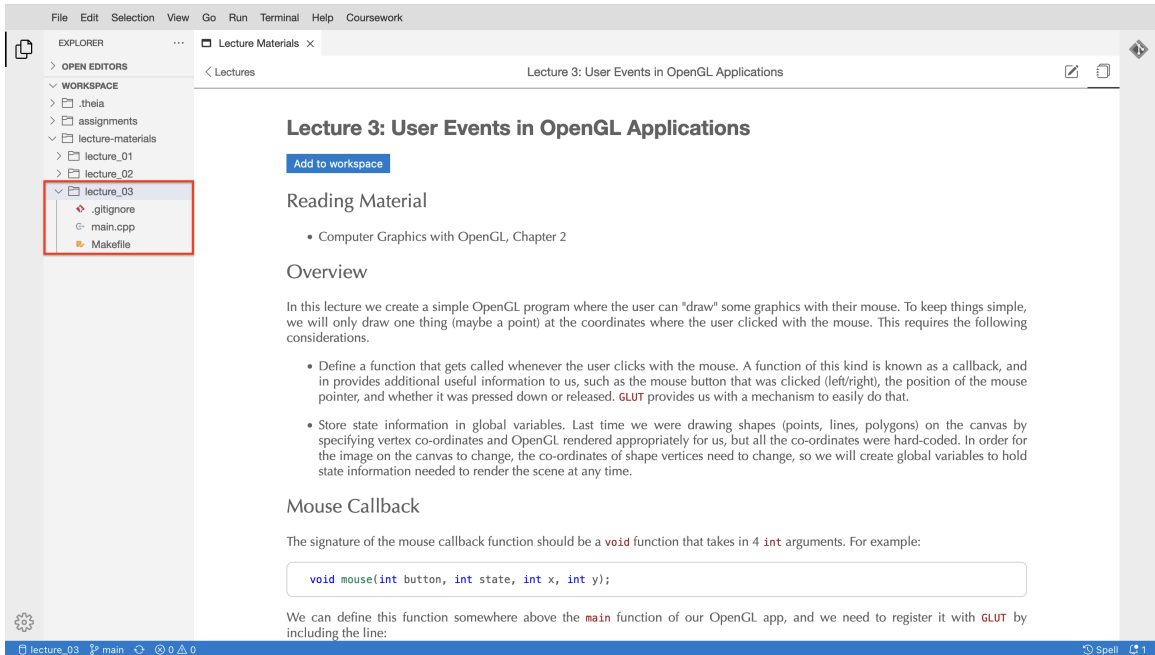 File Edit Selection View Go Run Terminal Help Coursework
EXPLORER
OPEN EDITORS
WORKSPACE
.theia
assignments
lecture-materials
lecture_01
lecture_02
lecture_03
.gitignore
main.cpp
Makefile
Lecture Materials
Lectures
Lecture 3: User Events in OpenGL Applications
Lecture 3: User Events in OpenGL Applications
Add to workspace
Reading Material
• Computer Graphics with OpenGL, Chapter 2
Overview
In this lecture we create a simple OpenGL program where the user can "draw" some graphics with their mouse. To keep things simple,
we will only draw one thing (maybe a point) at the coordinates where the user clicked with the mouse. This requires the following
considerations.
• Define a function that gets called whenever the user clicks with the mouse. A function of this kind is known as a callback, and
in provides additional useful information to us, such as the mouse button that was clicked (left/right), the position of the mouse
pointer, and whether it was pressed down or released. GLUT provides us with a mechanism to easily do that.
• Store state information in global variables. Last time we were drawing shapes (points, lines, polygons) on the canvas by
specifying vertex co-ordinates and OpenGL rendered appropriately for us, but all the co-ordinates were hard-coded. In order for
the image on the canvas to change, the co-ordinates of shape vertices need to change, so we will create global variables to hold
state information needed to render the scene at any time.
Mouse Callback
The signature of the mouse callback function should be a void function that takes in 4 int arguments. For example:
void mouse(int button, int state, int x, int y);
We can define this function somewhere above the main function of our OpenGL app, and we need to register it with GLUT by
including the line:
lecture_03 main 0 0 Spell 1